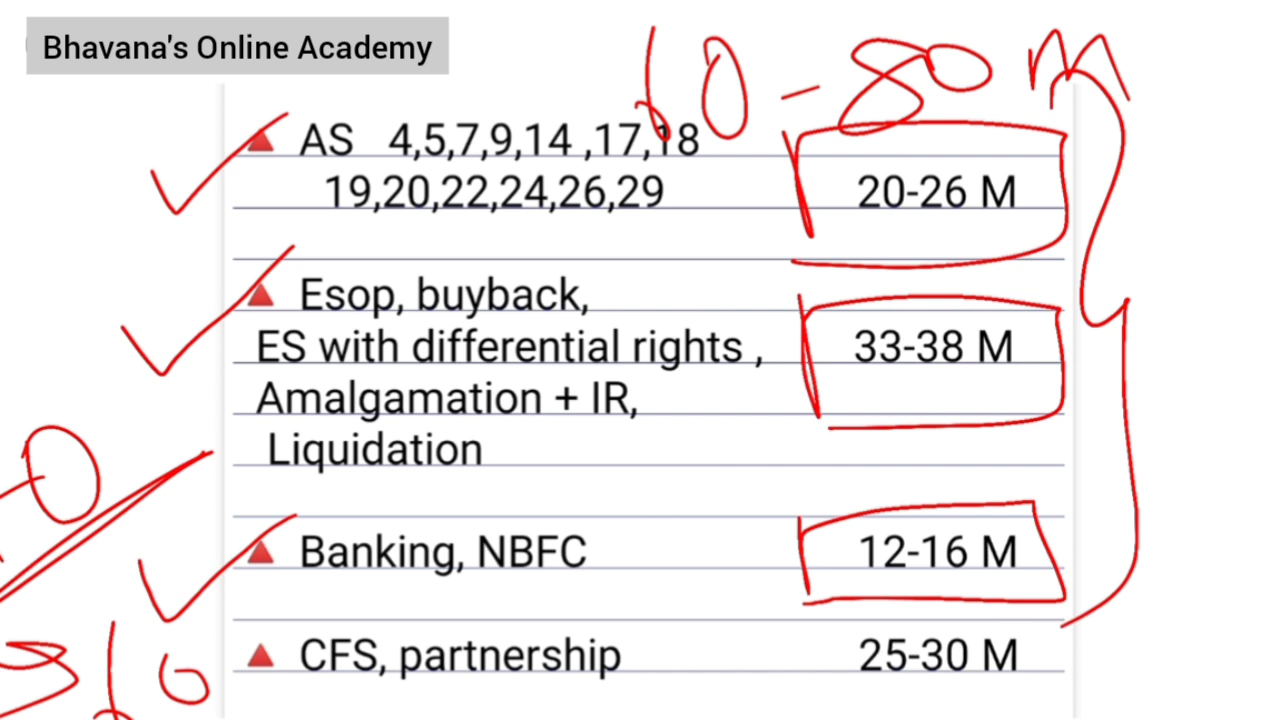 Bhavana's Online Academy
60-80 m
AS 4,5,7,9,14 ,17,18
19,20,22,24,26,29
20-26 M
Esop, buyback,
ES with differential rights ,
33-38 M
Amalgamation + IR,
Liquidation
Banking, NBFC
12-16 M
CFS, partnership
25-30 M